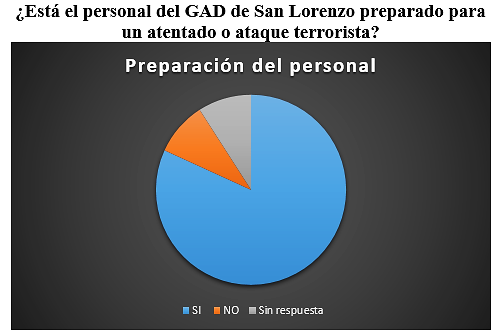 ¿Está el personal del GAD de San Lorenzo preparado para
un atentado o ataque terrorista?
Preparación del personal
SI NO Sin respuesta